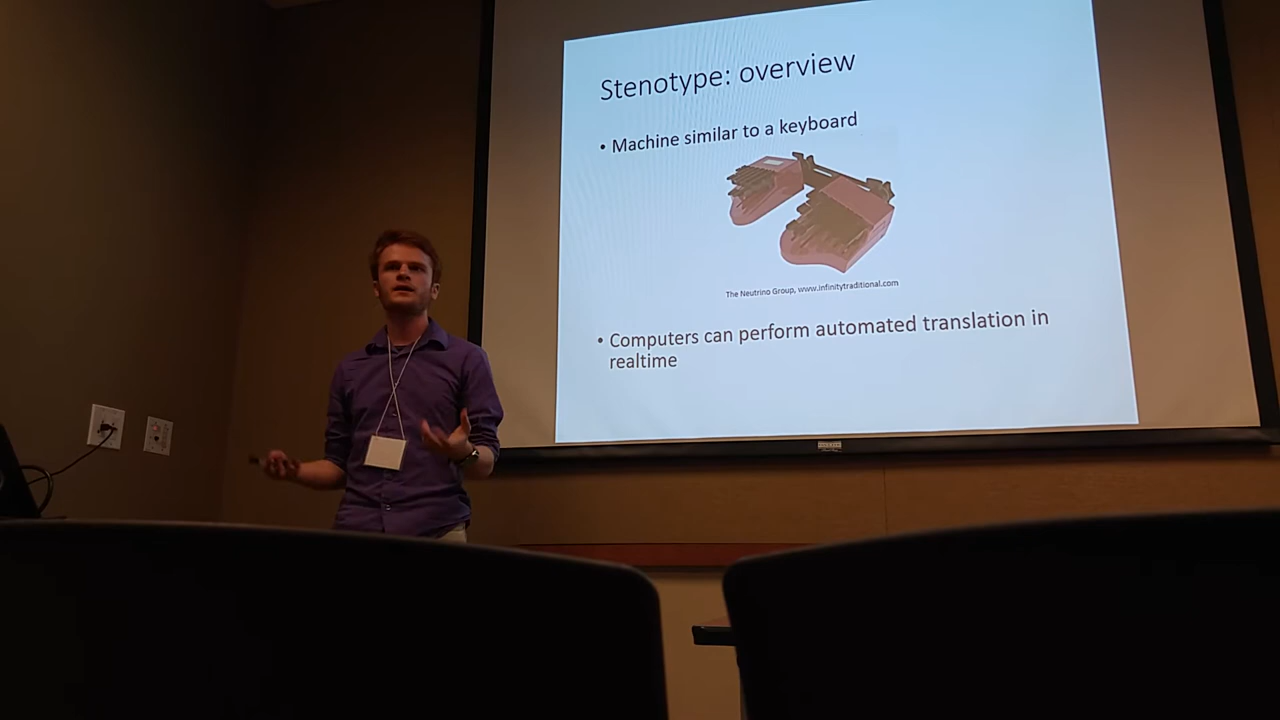 Stenotype: overview
• Machine similar to a keyboard
The Neutrino Group, www.infinitytraditional.com
• Computers can perform automated translation in
realtime